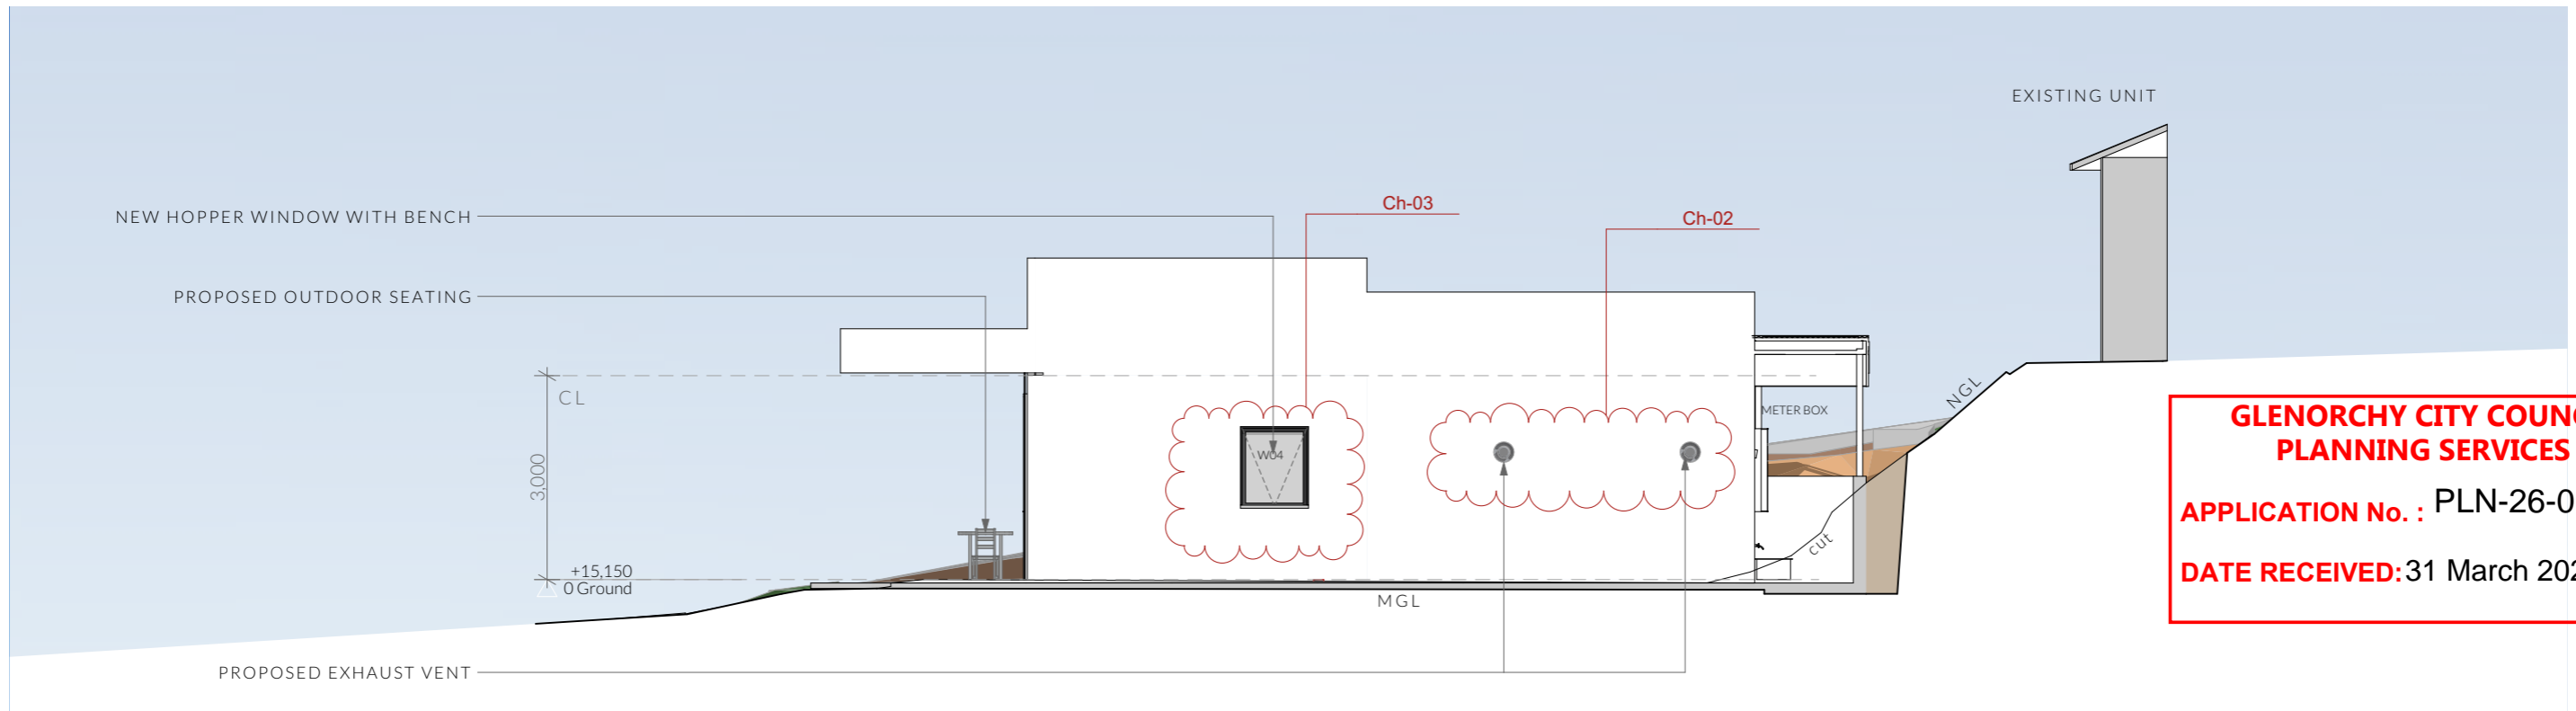 EXISTING UNIT
NEW HOPPER WINDOW WITH BENCH
Ch-03
Ch-02
PROPOSED OUTDOOR SEATING
CL
METER BOX
NGL
W04
3,000
cut
+15,150
0 Ground
MGL
PROPOSED EXHAUST VENT
GLENORCHY CITY COUN
PLANNING SERVICES
APPLICATION No. : PLN-26-0
DATE RECEIVED: 31 March 202